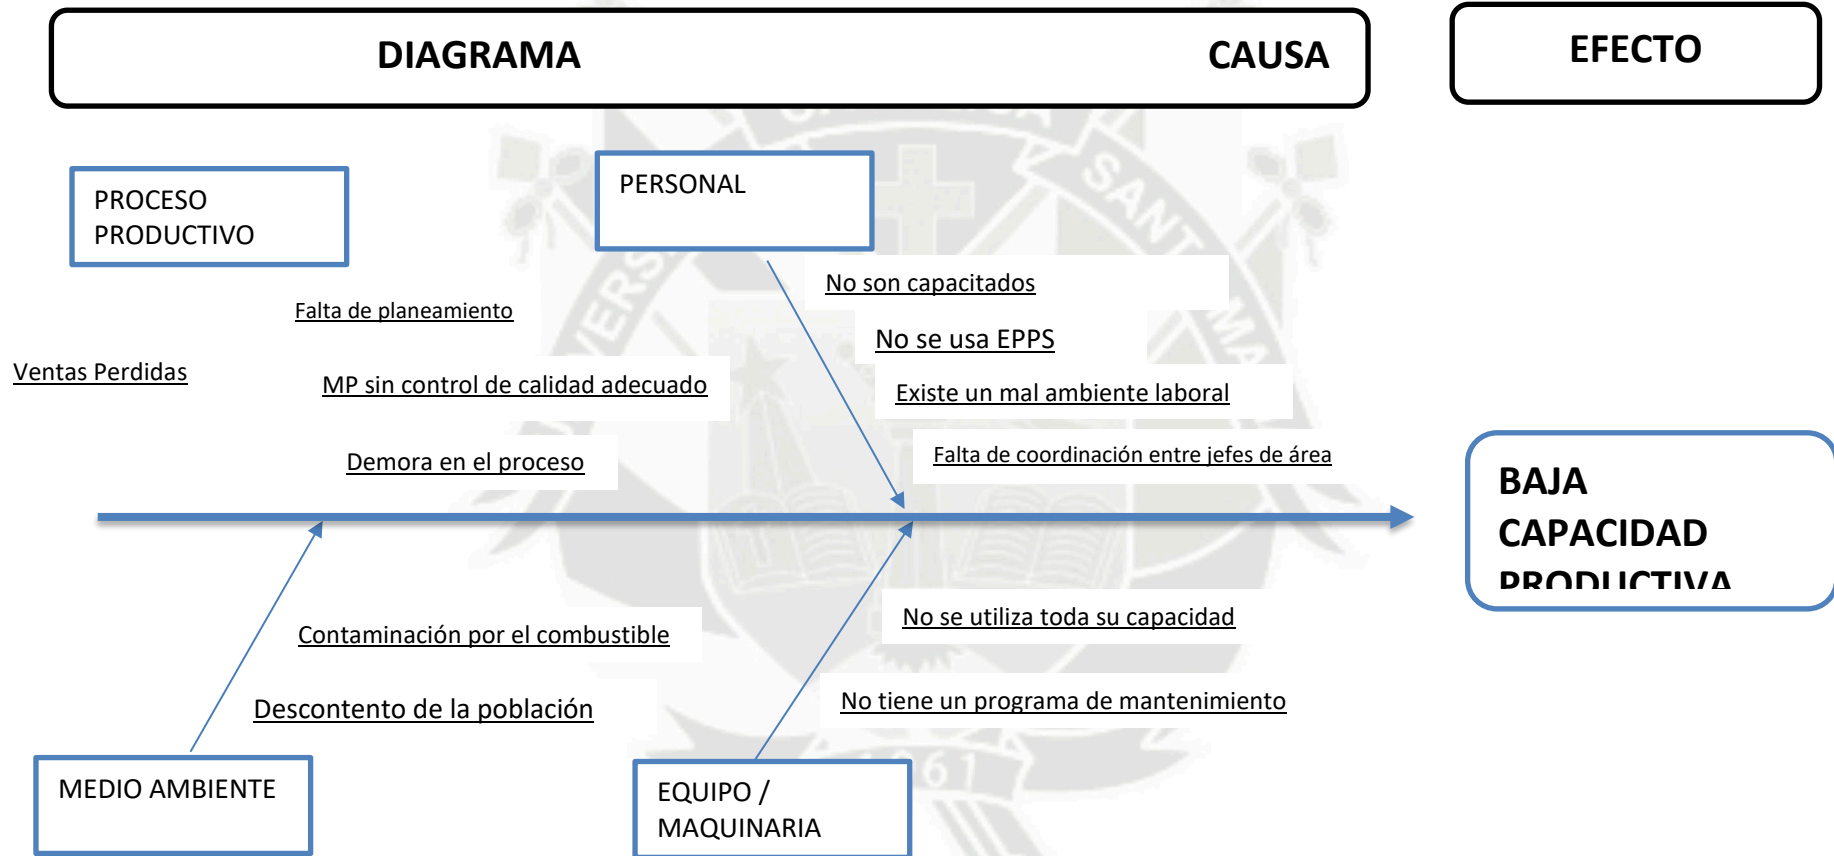 DIAGRAMA CAUSA
EFECTO
PROCESO
PRODUCTIVO
PERSONAL
No son capacitados
Falta de planeamiento
No se usa EPPS
Ventas Perdidas
MP sin control de calidad adecuado
Existe un mal ambiente laboral
Demora en el proceso
Falta de coordinación entre jefes de área
BAJA
CAPACIDAD
PRODUCTIVA
Contaminación por el combustible
No se utiliza toda su capacidad
Descontento de la población
No tiene un programa de mantenimiento
MEDIO AMBIENTE
EQUIPO /
MAQUINARIA